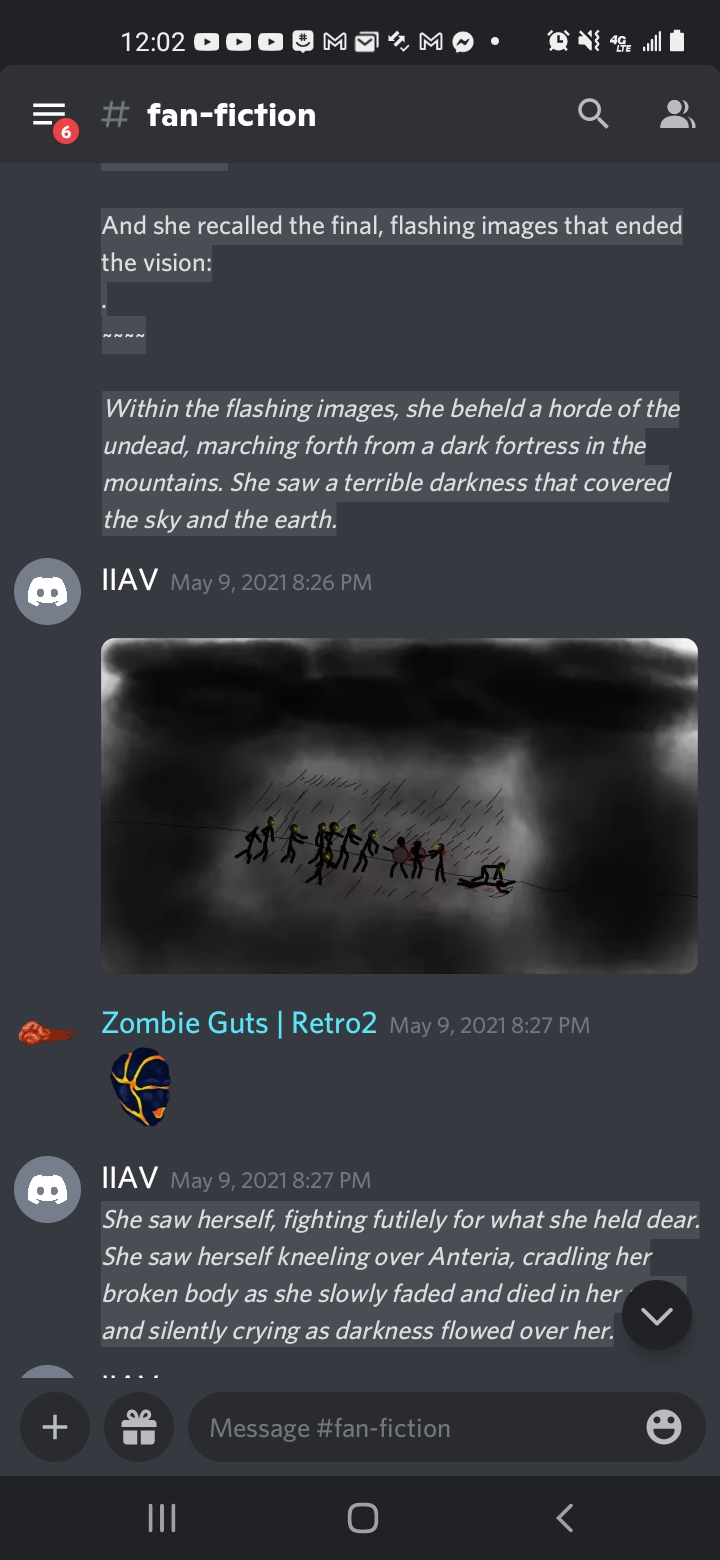 12:02
4G LTE
6
# fan-fiction
And she recalled the final, flashing images that ended
the vision:
.
~~~~
Within the flashing images, she beheld a horde of the
undead, marching forth from a dark fortress in the
mountains. She saw a terrible darkness that covered
the sky and the earth.
IIAV May 9, 2021 8:26 PM
Zombie Guts | Retro2 May 9, 2021 8:27 PM
IIAV May 9, 2021 8:27 PM
She saw herself, fighting futilely for what she held dear.
She saw herself kneeling over Anteria, cradling her
broken body as she slowly faded and died in her
and silently crying as darkness flowed over her.
Message #fan-fiction